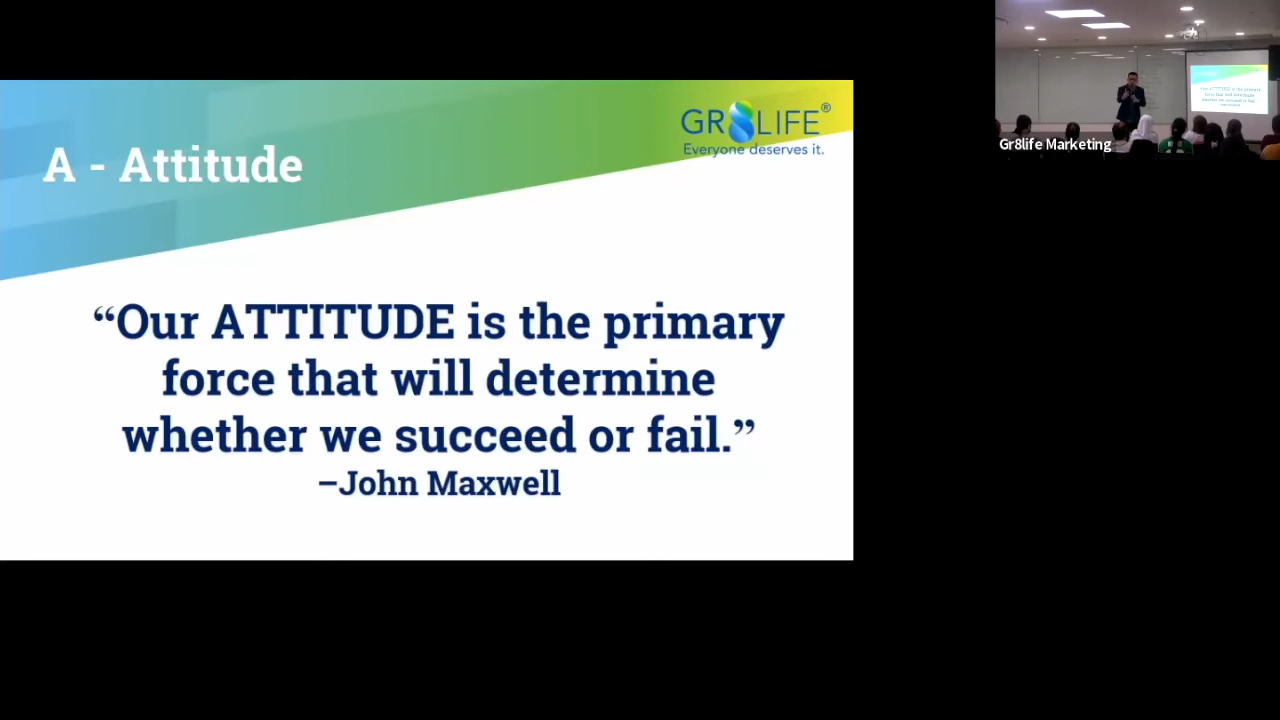 A - Attitude
GR8LIFE®
Everyone deserves it.
“Our ATTITUDE is the primary
force that will determine
whether we succeed or fail.”
–John Maxwell
Gr8life Marketing